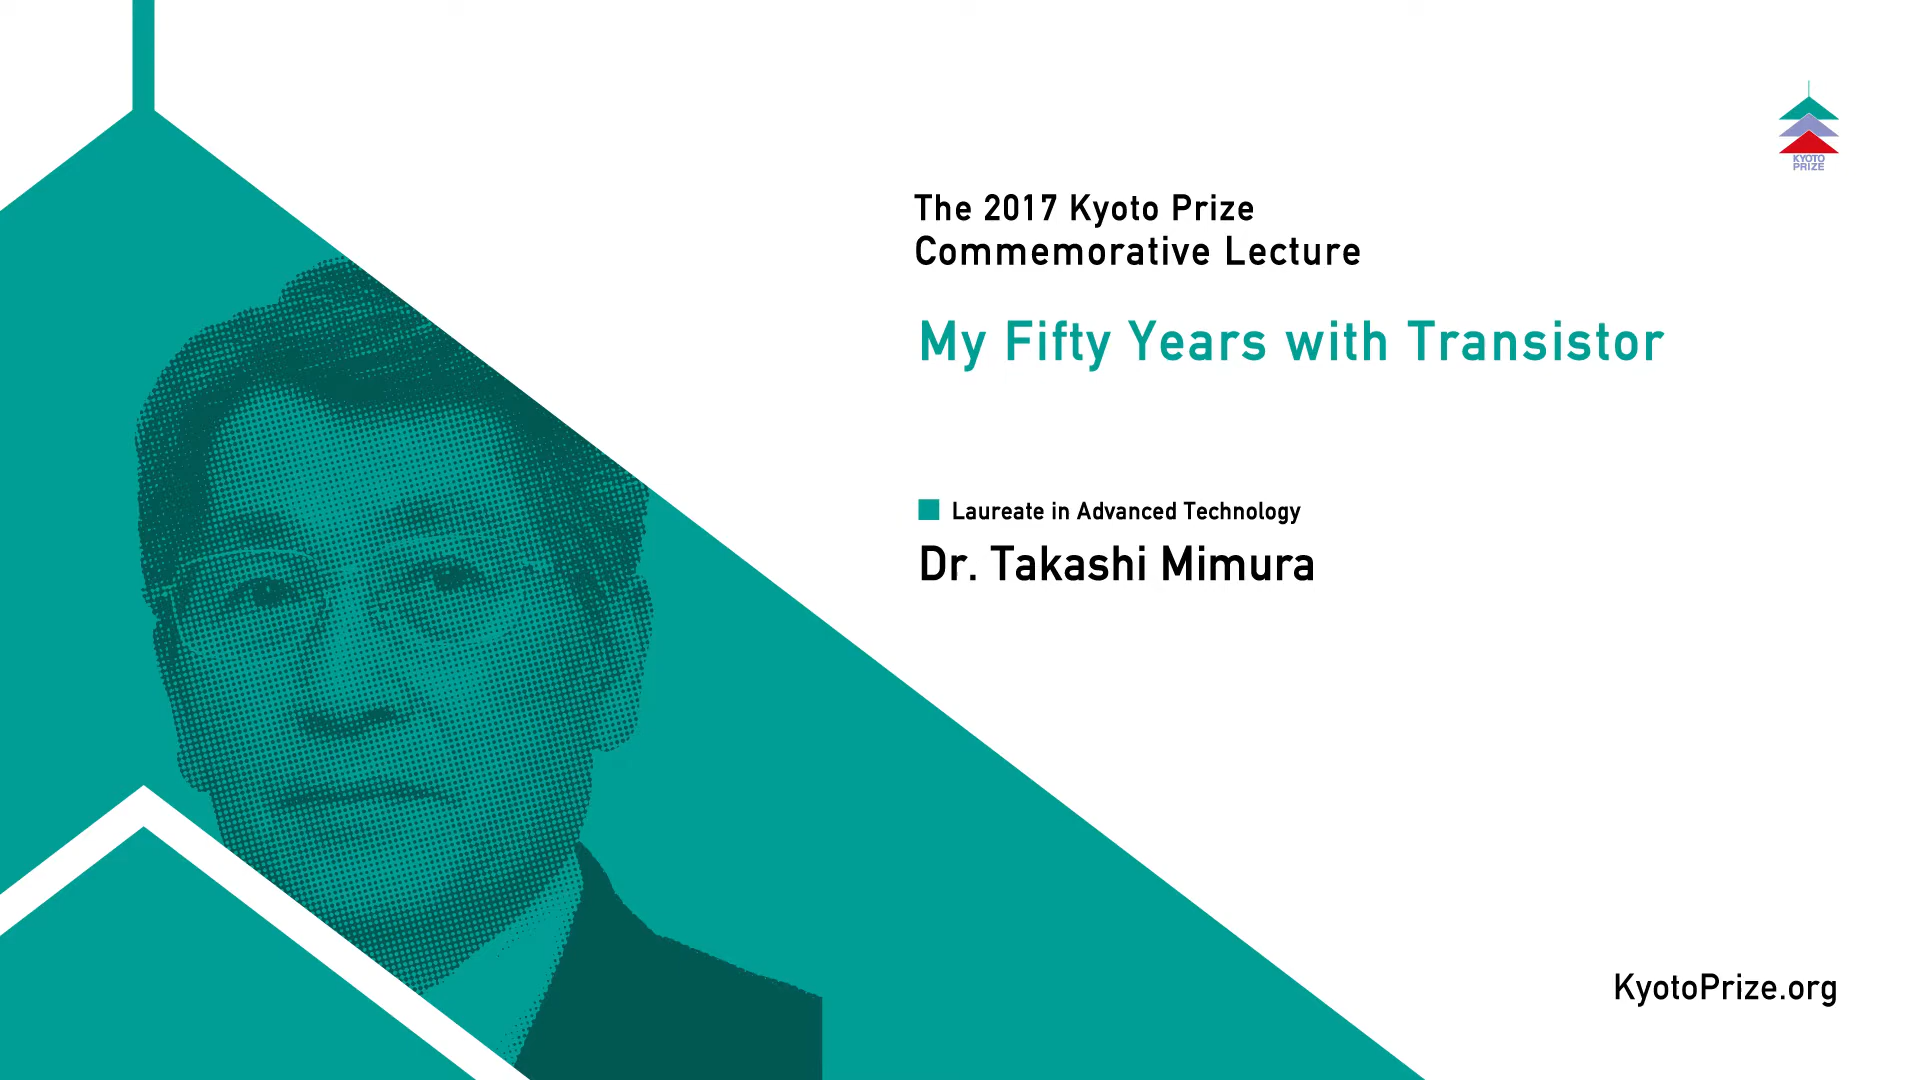 KYOTO
PRIZE
The 2017 Kyoto Prize
Commemorative Lecture
My Fifty Years with Transistor
Laureate in Advanced Technology
Dr. Takashi Mimura
KyotoPrize.org